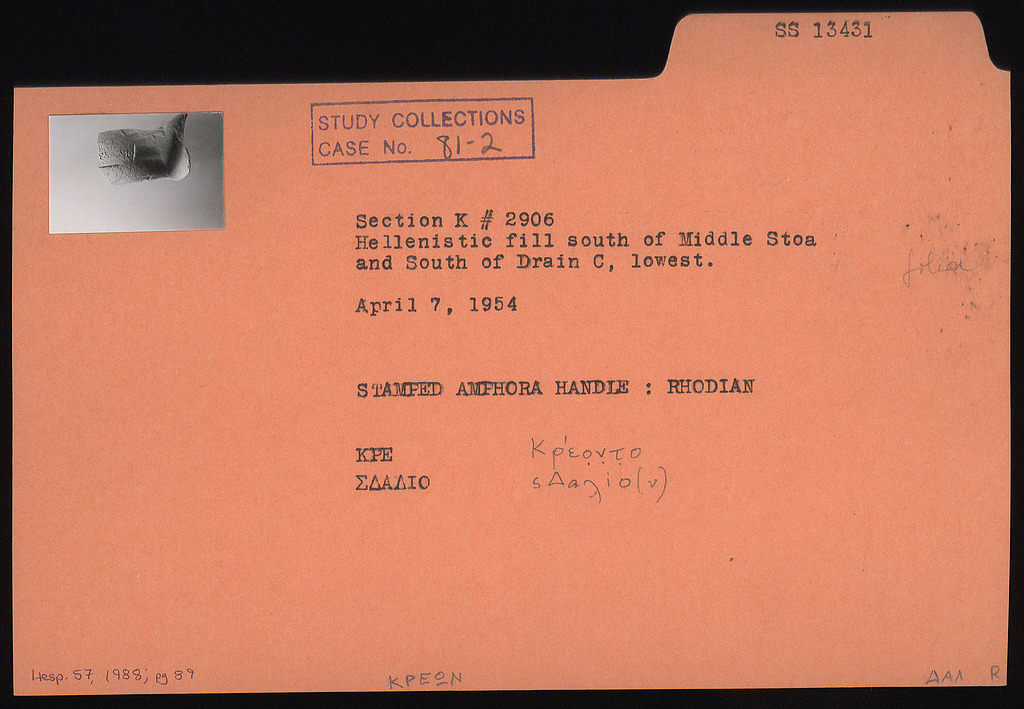 SS 13431
STUDY COLLECTIONS
CASE No. 81-2
Section K # 2906
Hellenistic fill south of Middle Stoa
and South of Drain C, lowest.
April 7, 1954
STAMPED AMPHORA HANDLE : RHODIAN
ΚΡΕ Κρέοντο
ΣΔΑΛΙΟ ςΔαλίο(υ)
Hesp. 57, 1988, pg 89
ΚΡΕΩΝ
ΔΑΛ R